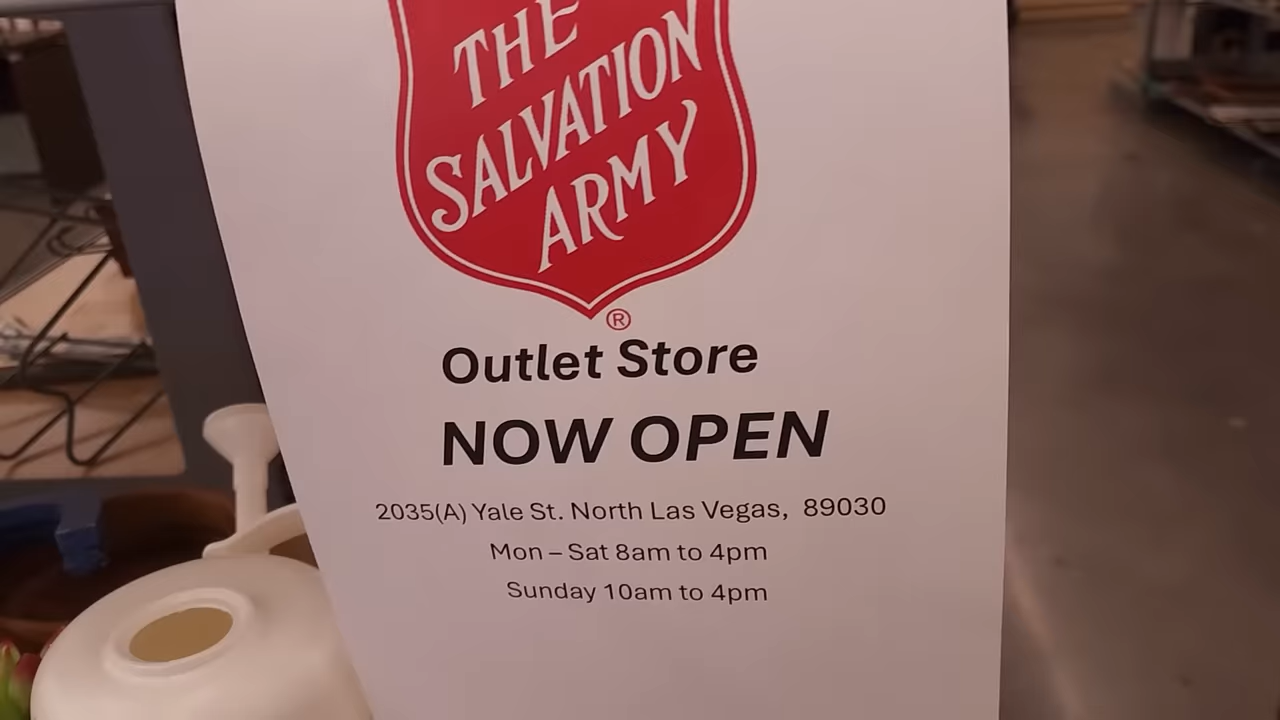 THE
SALVATION
ARMY
®
Outlet Store
NOW OPEN
2035(A) Yale St. North Las Vegas, 89030
Mon – Sat 8am to 4pm
Sunday 10am to 4pm